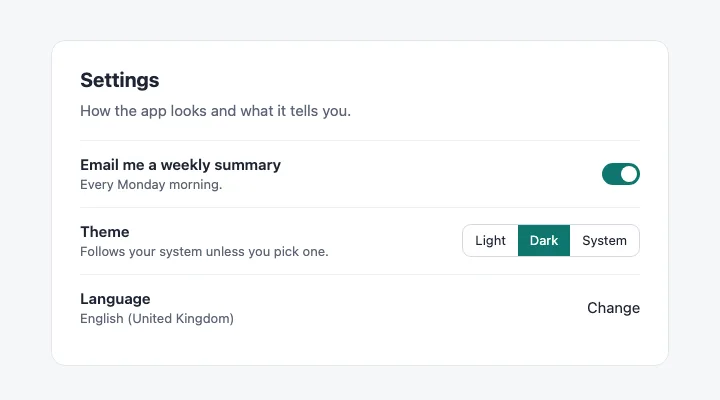 Settings
How the app looks and what it tells you.
Email me a weekly summary
Every Monday morning.
Theme
Follows your system unless you pick one.
Light Dark System
Language
English (United Kingdom)
Change